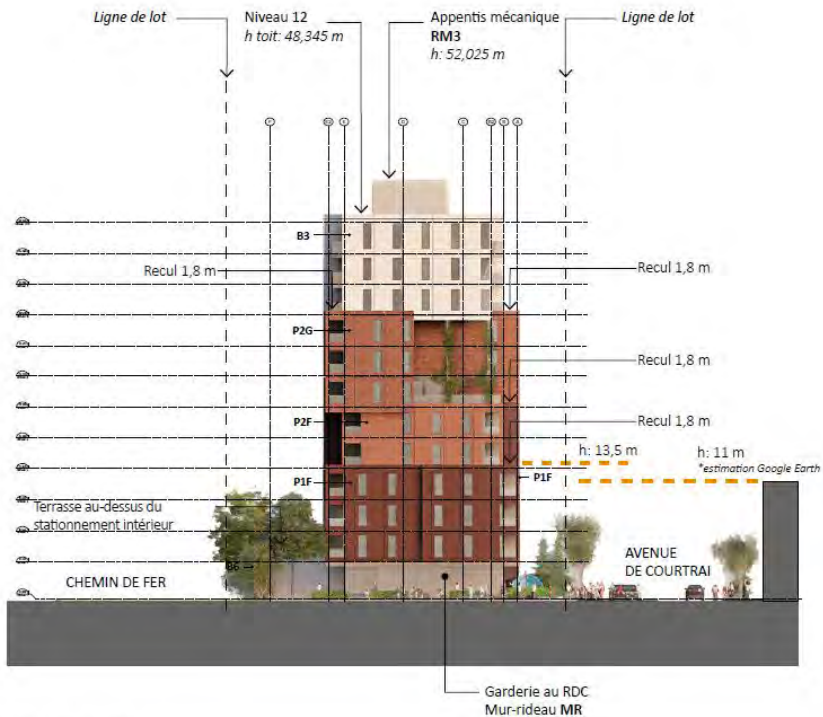 Ligne de lot
Niveau 12
h toit: 48,345 m
Appentis mécanique
RM3
h: 52,025 m
Ligne de lot
B3
Recul 1,8 m
Recul 1,8 m
P2G
Recul 1,8 m
P2F
Recul 1,8 m
h: 13,5 m
h: 11 m
*estimation Google Earth
P1F
P1F
Terrasse au-dessus du
stationnement intérieur
B6
CHEMIN DE FER
AVENUE
DE COURTRAI
Garderie au RDC
Mur-rideau MR